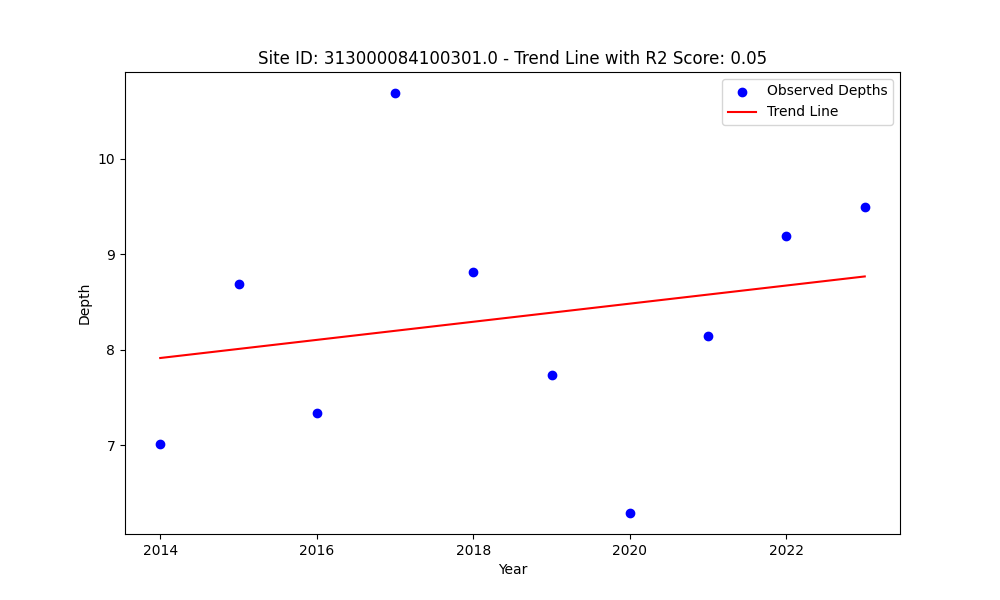 Site ID: 313000084100301.0 - Trend Line with R2 Score: 0.05
Observed Depths
Trend Line
10
9
8
7
Depth
2014 2016 2018 2020 2022
Year